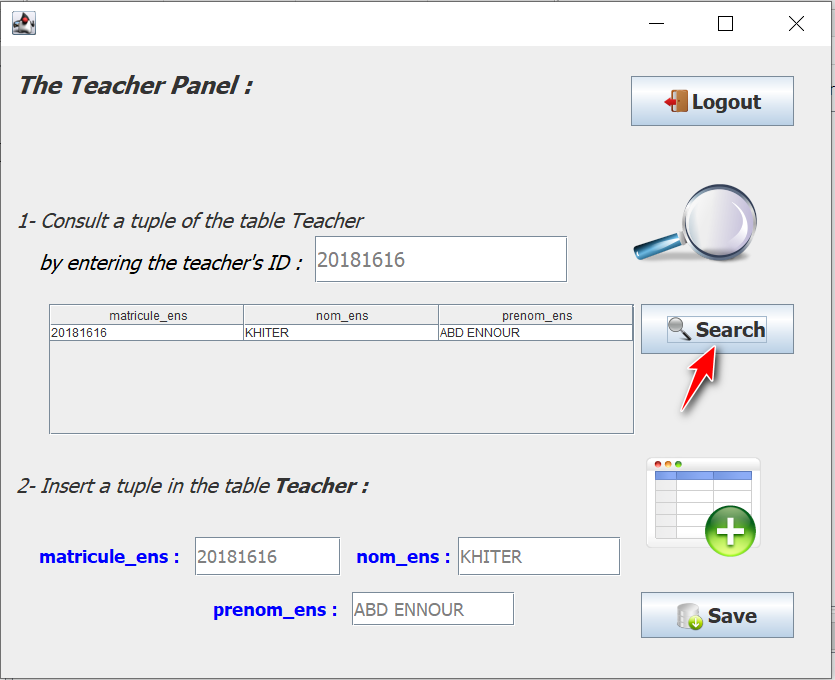 The Teacher Panel :
Logout
1- Consult a tuple of the table Teacher
by entering the teacher's ID : 20181616
matricule_ens nom_ens prenom_ens
20181616 KHITER ABD ENNOUR
Search
2- Insert a tuple in the table Teacher :
matricule_ens : 20181616 nom_ens : KHITER
prenom_ens : ABD ENNOUR
Save